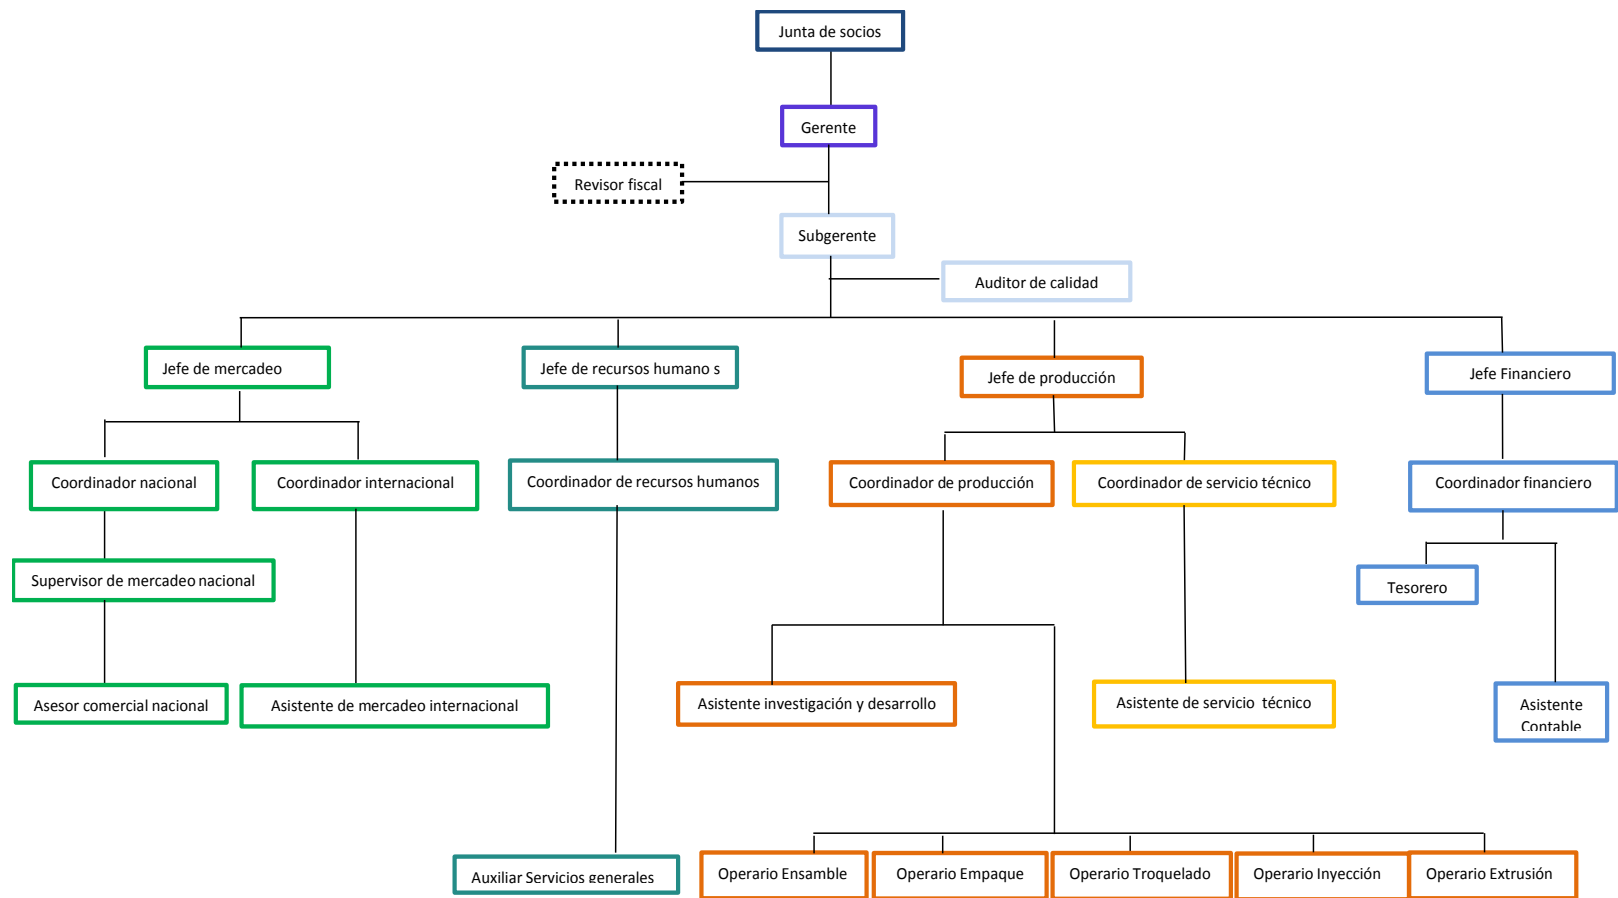 Junta de socios
Gerente
Revisor fiscal
Subgerente
Auditor de calidad
Jefe de mercadeo
Jefe de recursos humano s
Jefe de producción
Jefe Financiero
Coordinador nacional
Coordinador internacional
Coordinador de recursos humanos
Coordinador de producción
Coordinador de servicio técnico
Coordinador financiero
Supervisor de mercadeo nacional
Tesorero
Asesor comercial nacional
Asistente de mercadeo internacional
Asistente investigación y desarrollo
Asistente de servicio técnico
Asistente
Contable
Auxiliar Servicios generales
Operario Ensamble
Operario Empaque
Operario Troquelado
Operario Inyección
Operario Extrusión